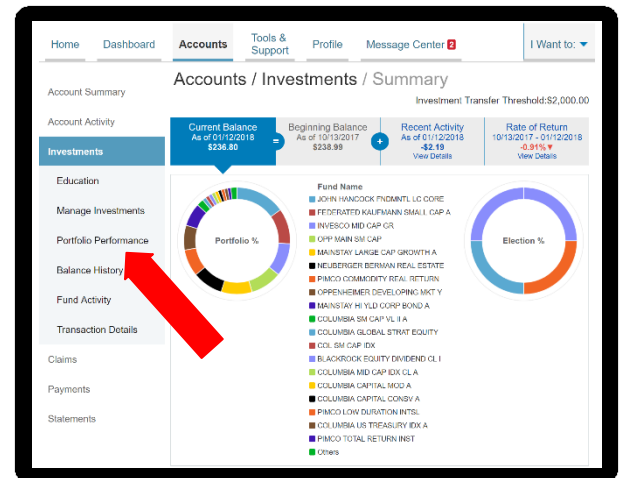 Home Dashboard Accounts Tools & Support Profile Message Center 2 I Want to:
Accounts / Investments / Summary
Investment Transfer Threshold:$2,000.00
Account Summary
Account Activity
Investments
Education
Manage Investments
Portfolio Performance
Balance History
Fund Activity
Transaction Details
Claims
Payments
Statements
Current Balance
As of 01/12/2018
$236.80
=
Beginning Balance
As of 10/13/2017
$238.99
+
Recent Activity
As of 01/12/2018
-$2.19
View Details
Rate of Return
10/13/2017 - 01/12/2018
-0.91%▼
View Details
Portfolio %
Fund Name
JOHN HANCOCK FNDMNTL LC CORE
FEDERATED KAUFMANN SMALL CAP A
INVESCO MID CAP GR
OPP MAIN SM CAP
MAINSTAY LARGE CAP GROWTH A
NEUBERGER BERMAN REAL ESTATE
PIMCO COMMODITY REAL RETURN
OPPENHEIMER DEVELOPING MKT Y
MAINSTAY HI YLD CORP BOND A
COLUMBIA SM CAP VL II A
COLUMBIA GLOBAL STRAT EQUITY
COL SM CAP IDX
BLACKROCK EQUITY DIVIDEND CL I
COLUMBIA MID CAP IDX CL A
COLUMBIA CAPITAL MOD A
COLUMBIA CAPITAL CONSV A
PIMCO LOW DURATION INTSL
COLUMBIA US TREASURY IDX A
PIMCO TOTAL RETURN INST
Others
Election %